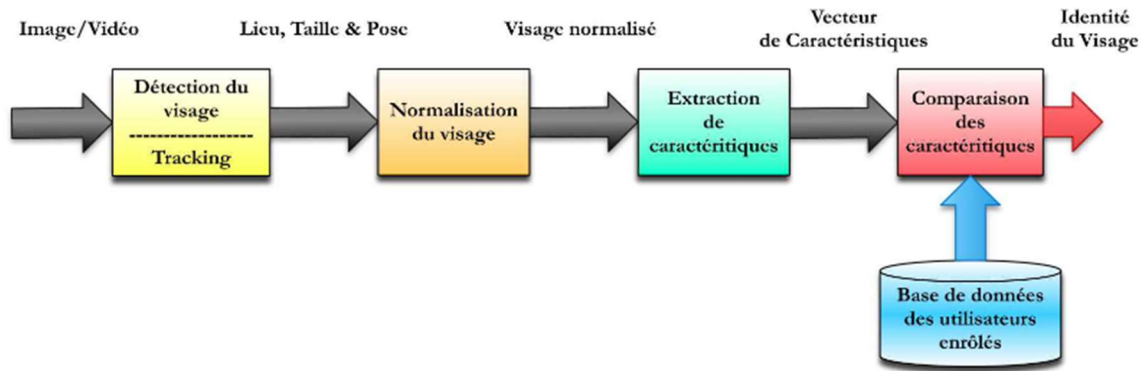 Image/Vidéo
Lieu, Taille & Pose
Visage normalisé
Vecteur
de Caractéristiques
Identité
du Visage
Détection du
visage
------------------
Tracking
Normalisation
du visage
Extraction
de
caractéritiques
Comparaison
des
caractéritiques
Base de données
des utilisateurs
enrôlés